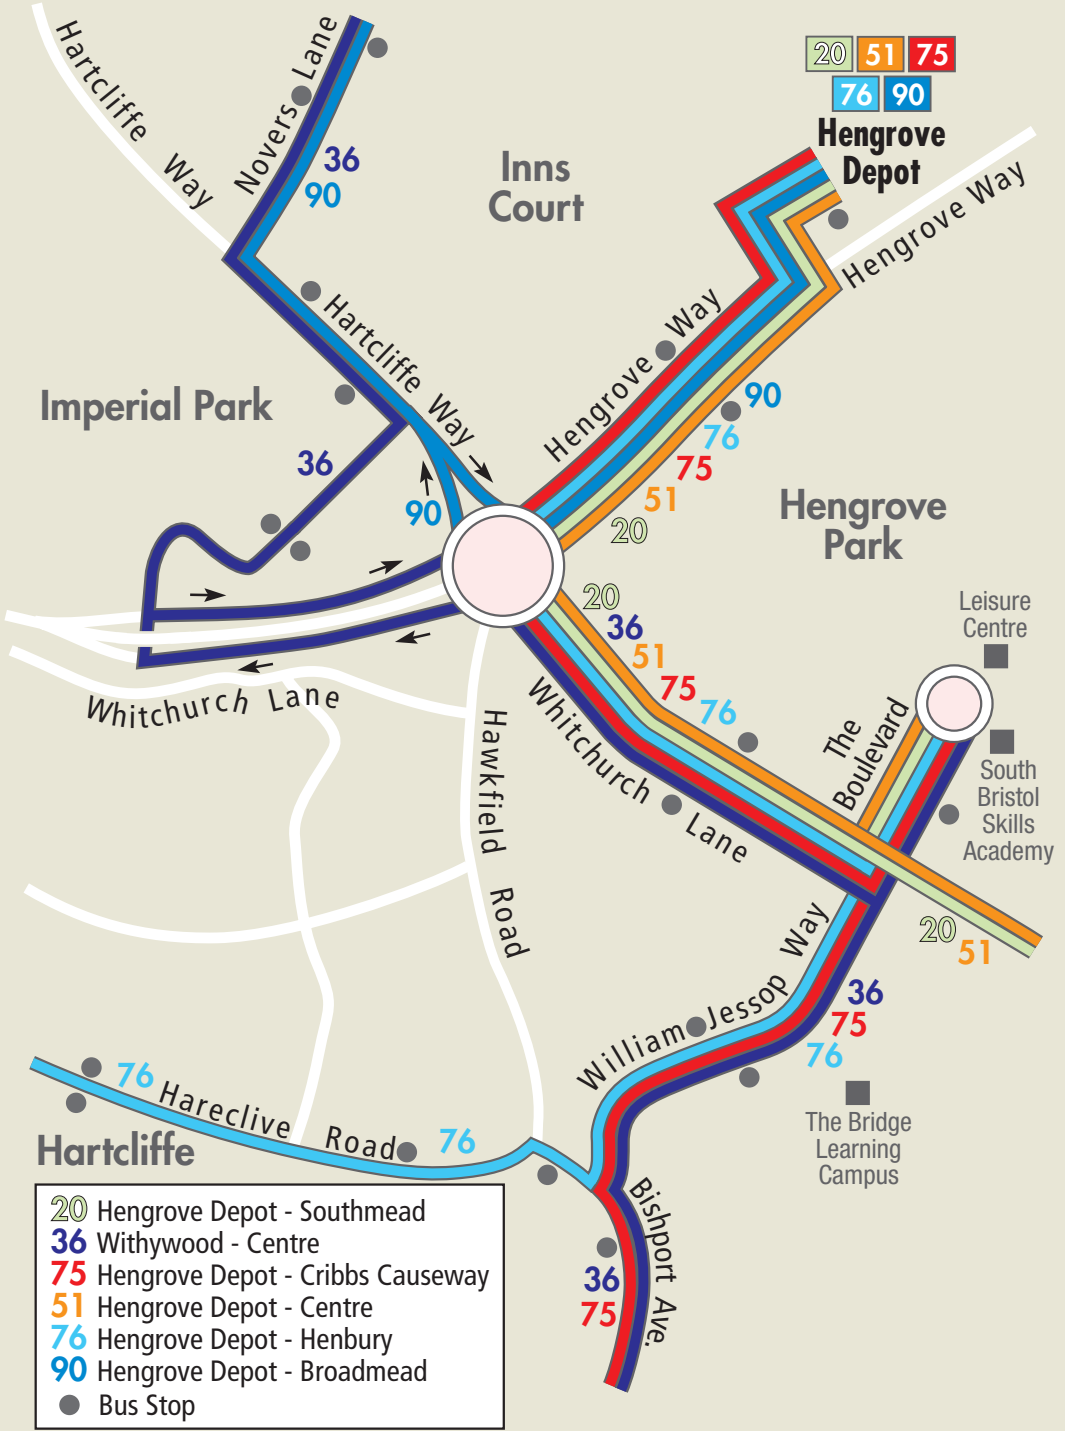 Hartcliffe Way
Novers Lane
36
90
Inns
Court
20 51 75
76 90
Hengrove
Depot
Hengrove Way
Hartcliffe Way
Hengrove Way
Imperial Park
36
90
90
76
75
51
20
Hengrove
Park
20
36
51
75
76
Leisure
Centre
The
Boulevard
South
Bristol
Skills
Academy
Whitchurch Lane
Whitchurch Lane
Hawkfield Road
20
51
William Jessop Way
36
75
76
The Bridge
Learning
Campus
76
Hareclive Road
76
Hartcliffe
Bishport Ave.
36
75
20 Hengrove Depot - Southmead
36 Withywood - Centre
75 Hengrove Depot - Cribbs Causeway
51 Hengrove Depot - Centre
76 Hengrove Depot - Henbury
90 Hengrove Depot - Broadmead
Bus Stop